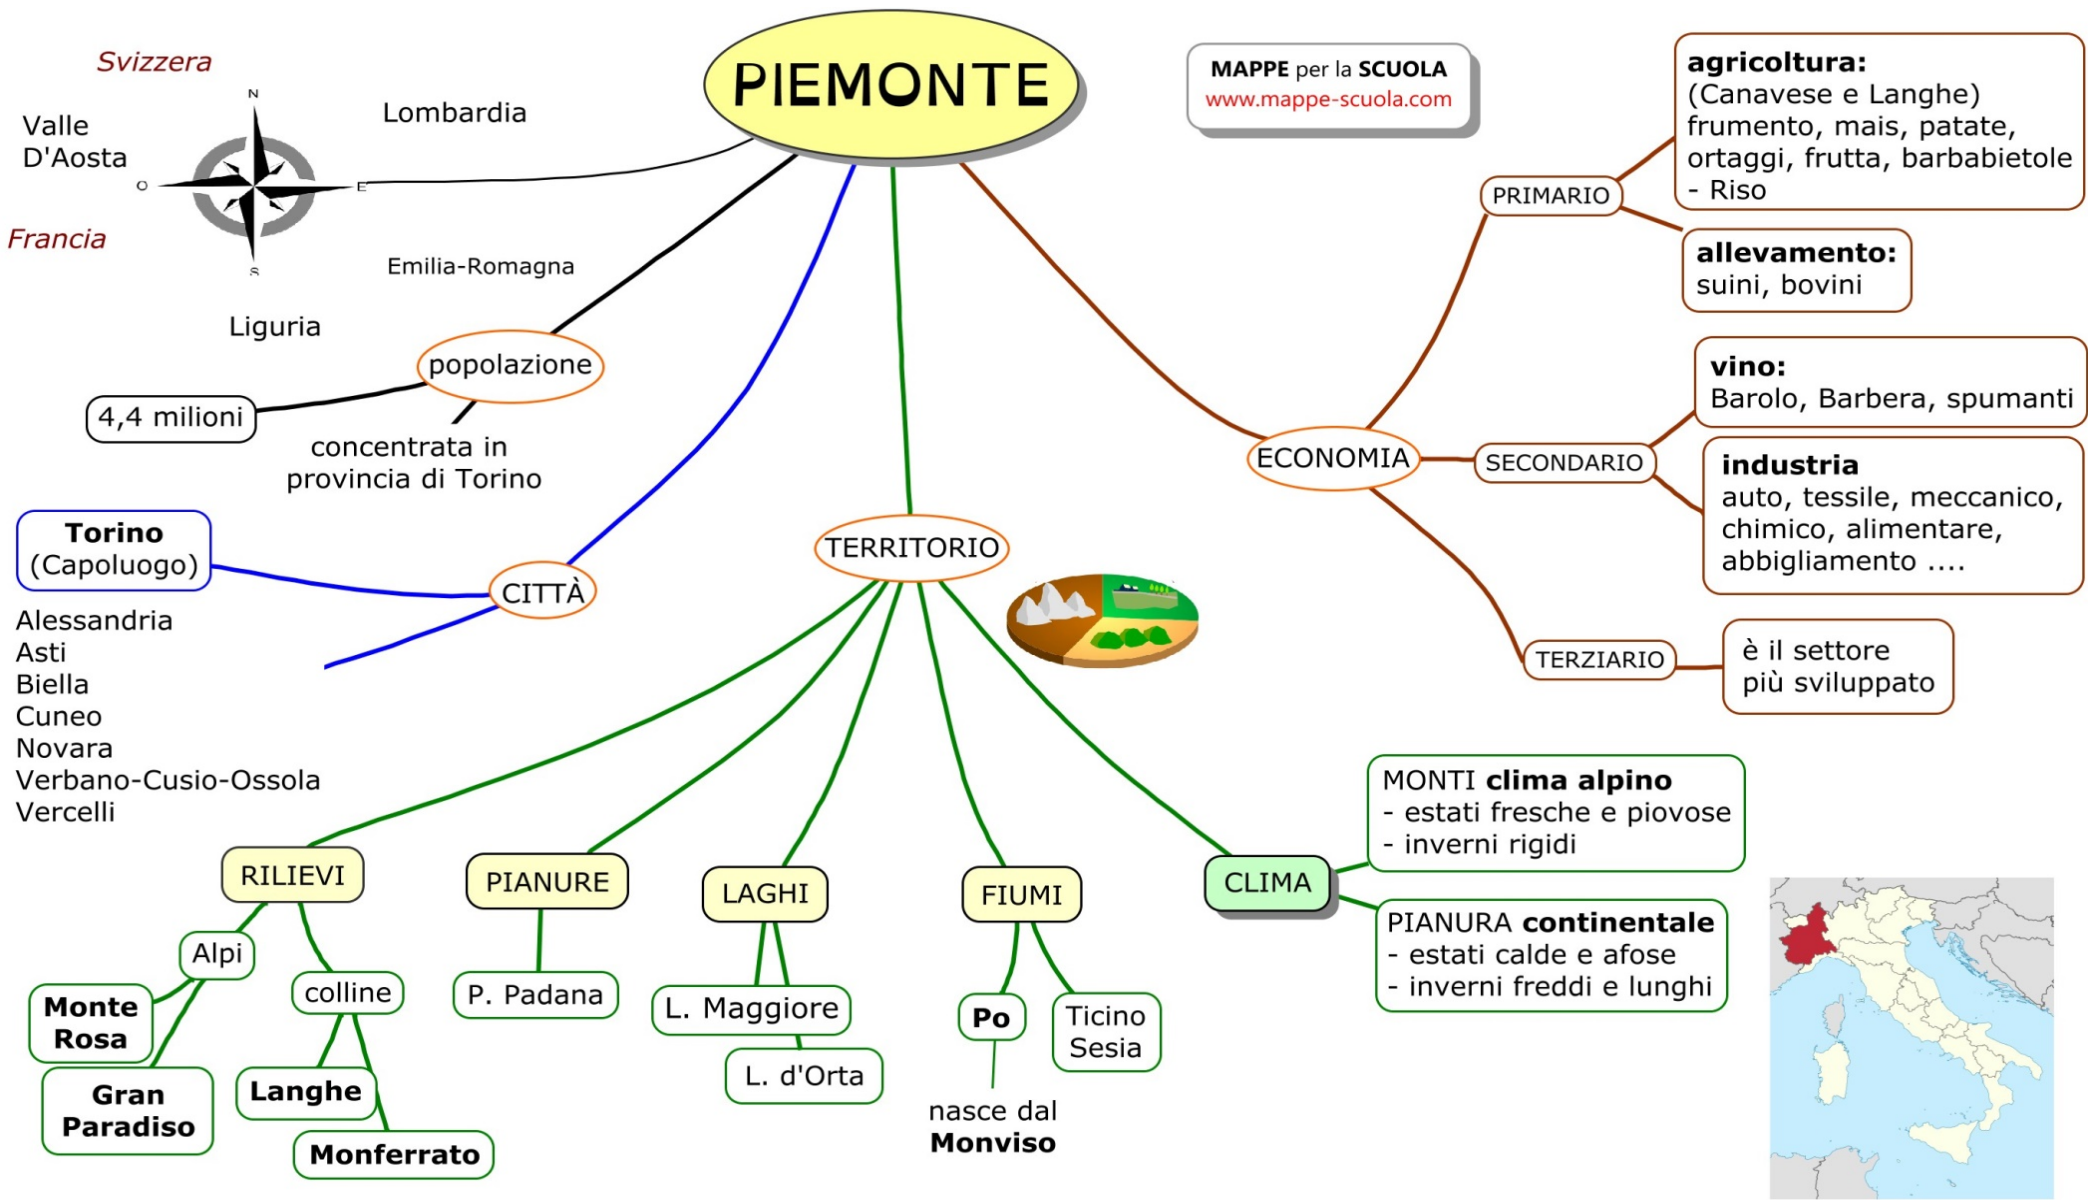 PIEMONTE
MAPPE per la SCUOLA
www.mappe-scuola.com
Svizzera
Valle
D'Aosta
Lombardia
N
O
E
S
Francia
Emilia-Romagna
Liguria
popolazione
4,4 milioni
concentrata in
provincia di Torino
CITTÀ
Torino
(Capoluogo)
Alessandria
Asti
Biella
Cuneo
Novara
Verbano-Cusio-Ossola
Vercelli
TERRITORIO
RILIEVI
Alpi
Monte
Rosa
Gran
Paradiso
colline
Langhe
Monferrato
PIANURE
P. Padana
LAGHI
L. Maggiore
L. d'Orta
FIUMI
Po
nasce dal
Monviso
Ticino
Sesia
CLIMA
MONTI clima alpino
- estati fresche e piovose
- inverni rigidi
PIANURA continentale
- estati calde e afose
- inverni freddi e lunghi
ECONOMIA
PRIMARIO
agricoltura:
(Canavese e Langhe)
frumento, mais, patate,
ortaggi, frutta, barbabietole
- Riso
allevamento:
suini, bovini
SECONDARIO
vino:
Barolo, Barbera, spumanti
industria
auto, tessile, meccanico,
chimico, alimentare,
abbigliamento ....
TERZIARIO
è il settore
più sviluppato